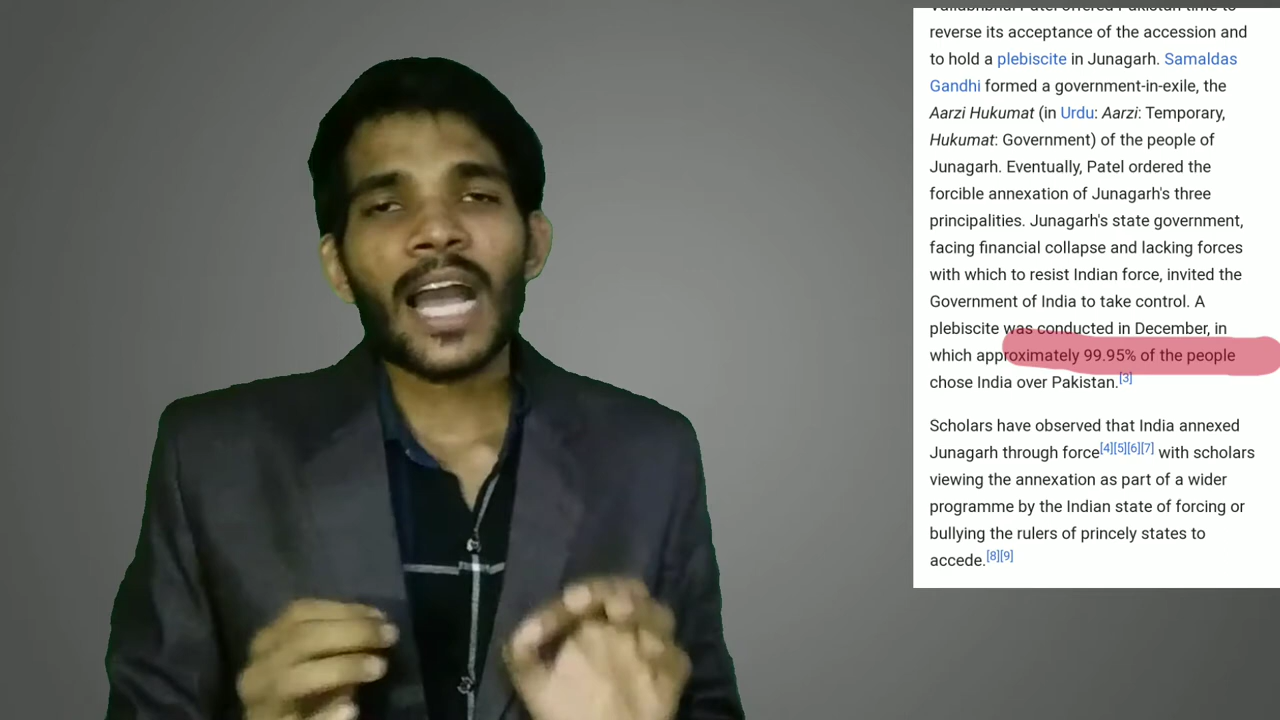 reverse its acceptance of the accession and
to hold a plebiscite in Junagarh. Samaldas
Gandhi formed a government-in-exile, the
Aarzi Hukumat (in Urdu: Aarzi: Temporary,
Hukumat: Government) of the people of
Junagarh. Eventually, Patel ordered the
forcible annexation of Junagarh's three
principalities. Junagarh's state government,
facing financial collapse and lacking forces
with which to resist Indian force, invited the
Government of India to take control. A
plebiscite was conducted in December, in
which approximately 99.95% of the people
chose India over Pakistan.[3]
Scholars have observed that India annexed
Junagarh through force[4][5][6][7] with scholars
viewing the annexation as part of a wider
programme by the Indian state of forcing or
bullying the rulers of princely states to
accede.[8][9]